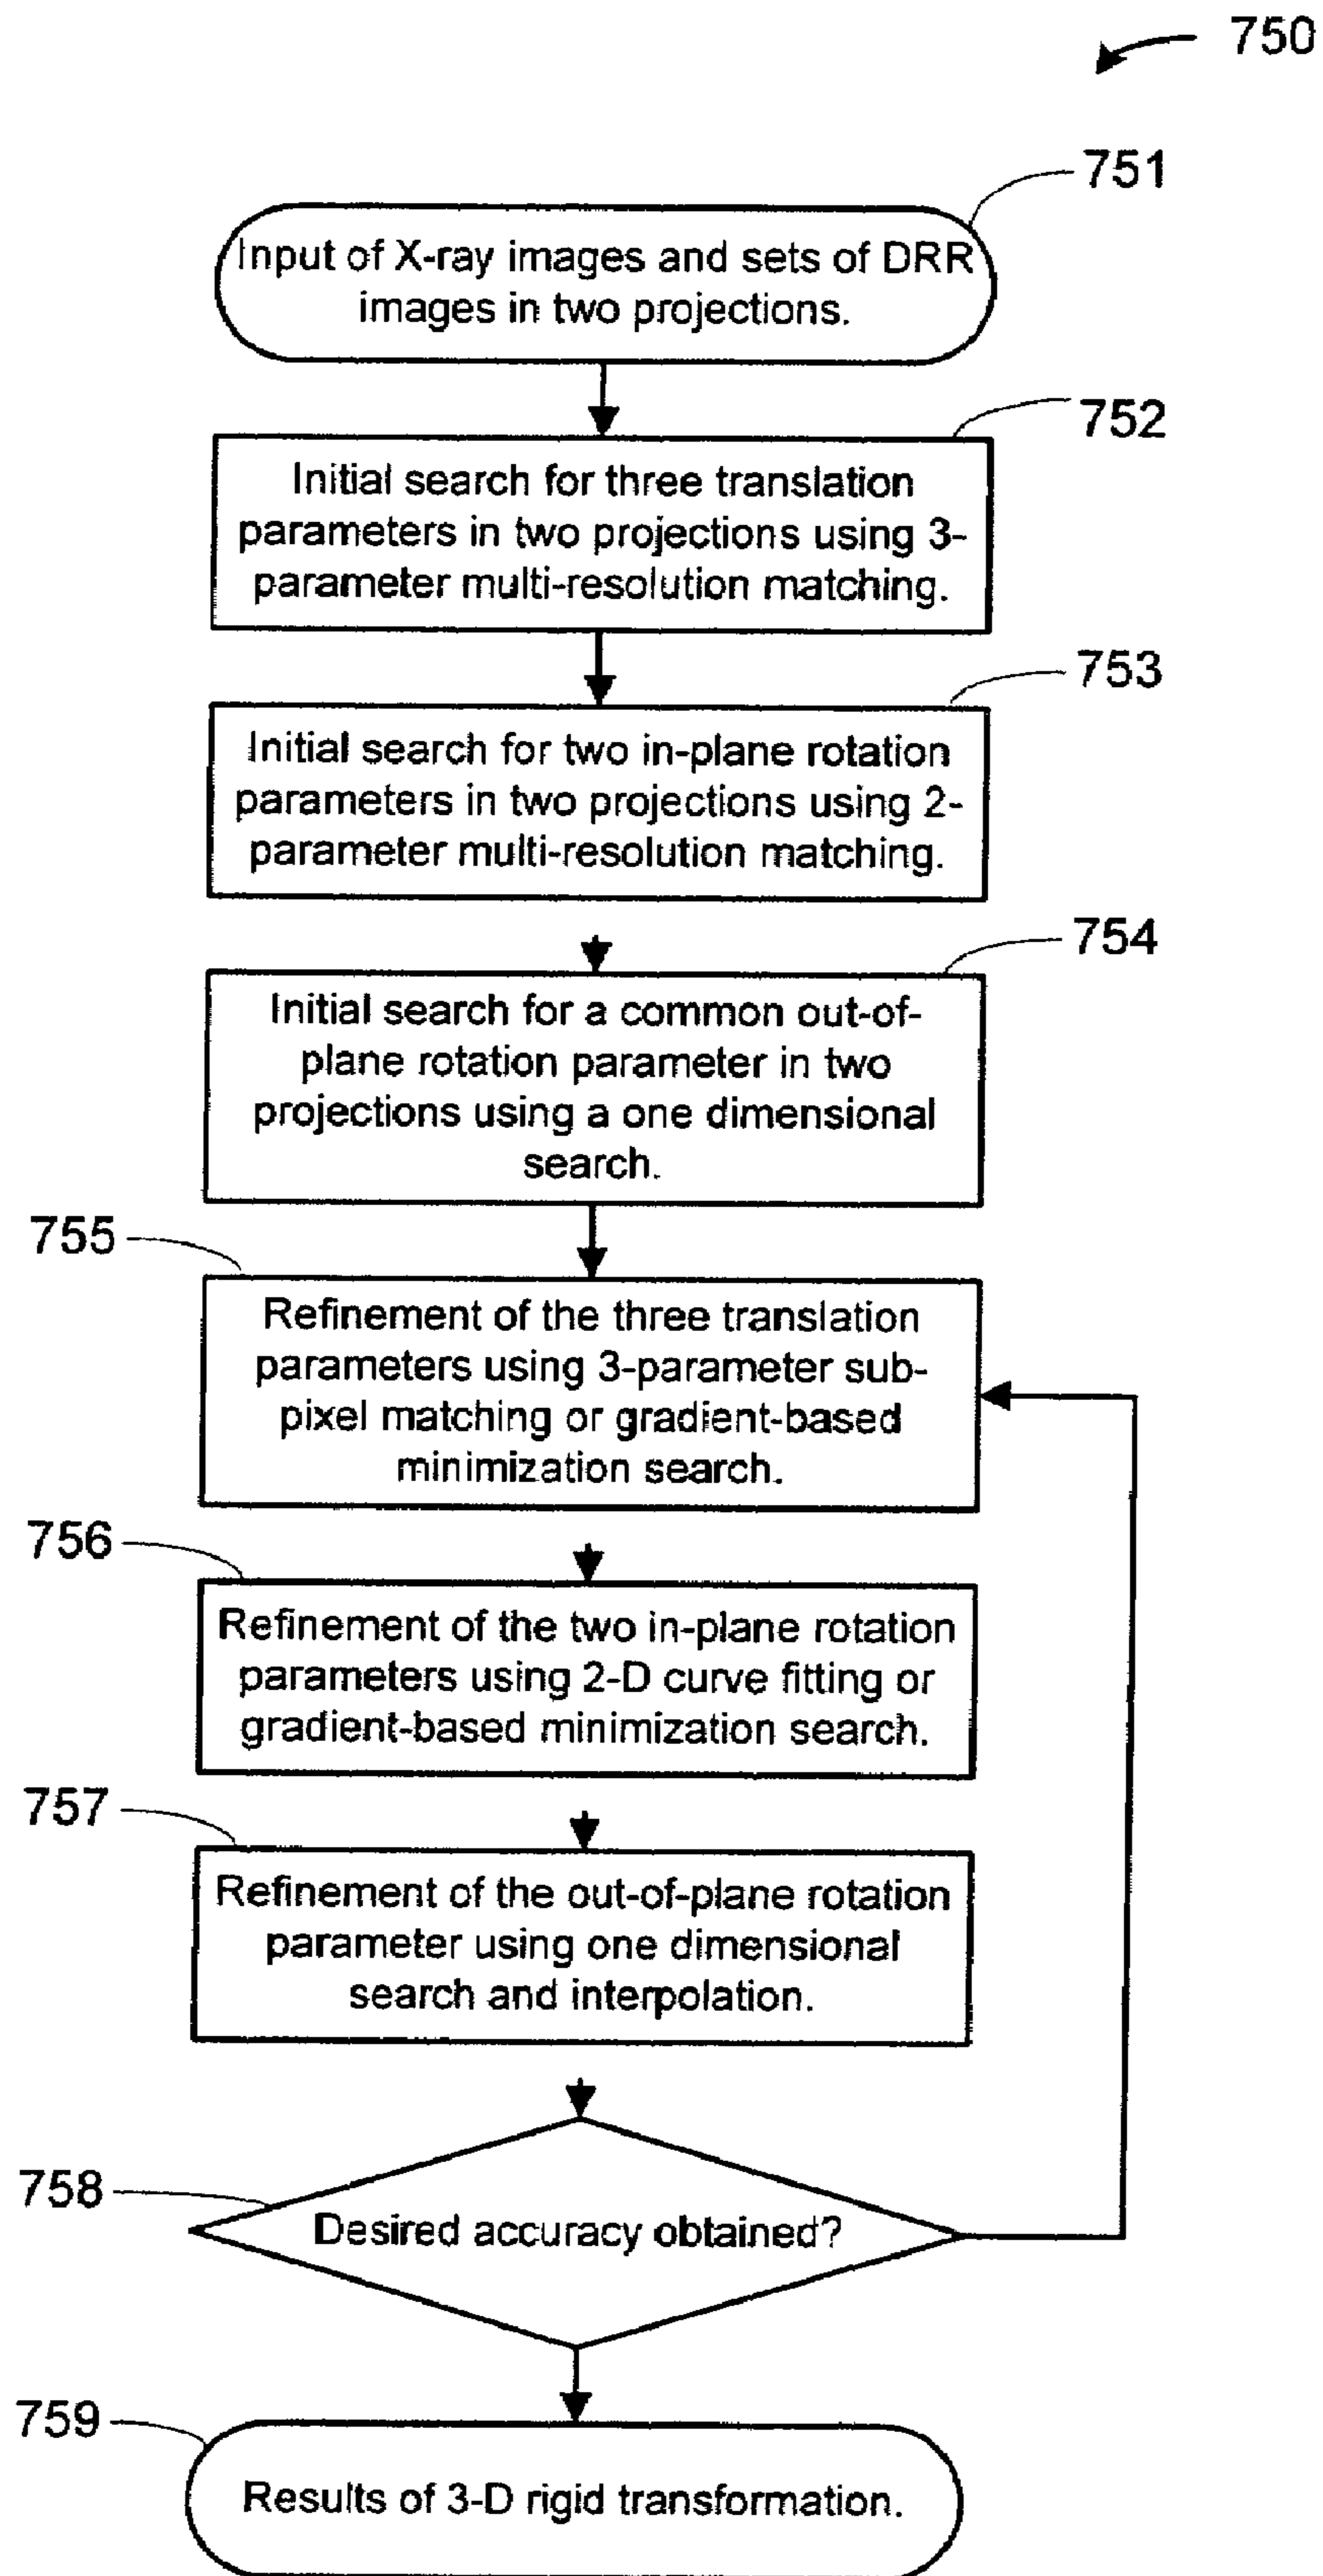 750
751
Input of X-ray images and sets of DRR
images in two projections.
752
Initial search for three translation
parameters in two projections using 3-
parameter multi-resolution matching.
753
Initial search for two in-plane rotation
parameters in two projections using 2-
parameter multi-resolution matching.
754
Initial search for a common out-of-
plane rotation parameter in two
projections using a one dimensional
search.
755
Refinement of the three translation
parameters using 3-parameter sub-
pixel matching or gradient-based
minimization search.
756
Refinement of the two in-plane rotation
parameters using 2-D curve fitting or
gradient-based minimization search.
757
Refinement of the out-of-plane rotation
parameter using one dimensional
search and interpolation.
758
Desired accuracy obtained?
759
Results of 3-D rigid transformation.